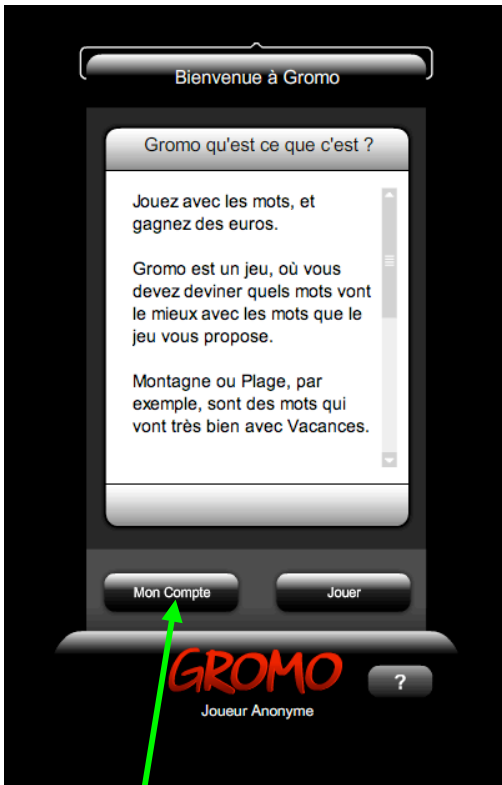 Bienvenue à Gromo
Gromo qu'est ce que c'est ?
Jouez avec les mots, et
gagnez des euros.
Gromo est un jeu, où vous
devez deviner quels mots vont
le mieux avec les mots que le
jeu vous propose.
Montagne ou Plage, par
exemple, sont des mots qui
vont très bien avec Vacances.
Mon Compte
Jouer
GROMO
?
Joueur Anonyme